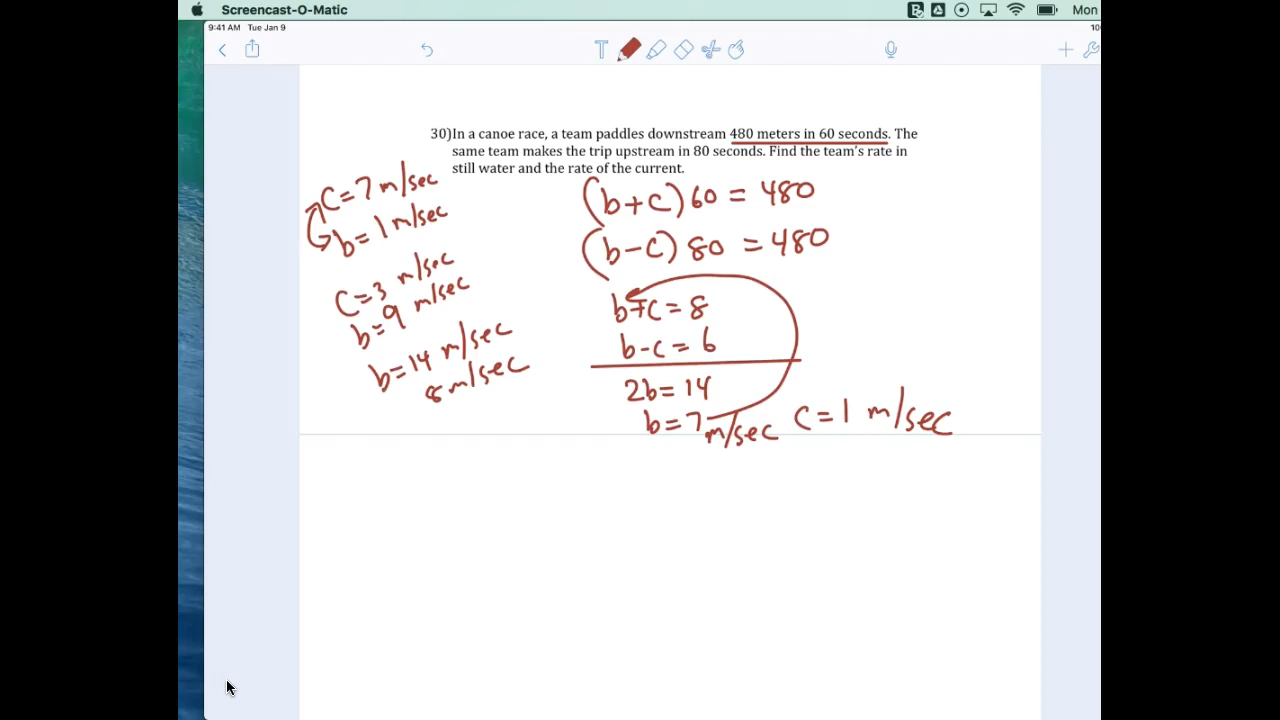 Screencast-O-Matic
Mon
9:41 AM Tue Jan 9
T
30)In a canoe race, a team paddles downstream 480 meters in 60 seconds. The
same team makes the trip upstream in 80 seconds. Find the team's rate in
still water and the rate of the current.
C=7 m/sec
b=1 m/sec
C=3 m/sec
b=9 m/sec
b=14 m/sec
8 m/sec
(b+c)60 = 480
(b-c) 80 = 480
b+c=8
b-c=6
2b=14
b=7 m/sec C=1 m/sec